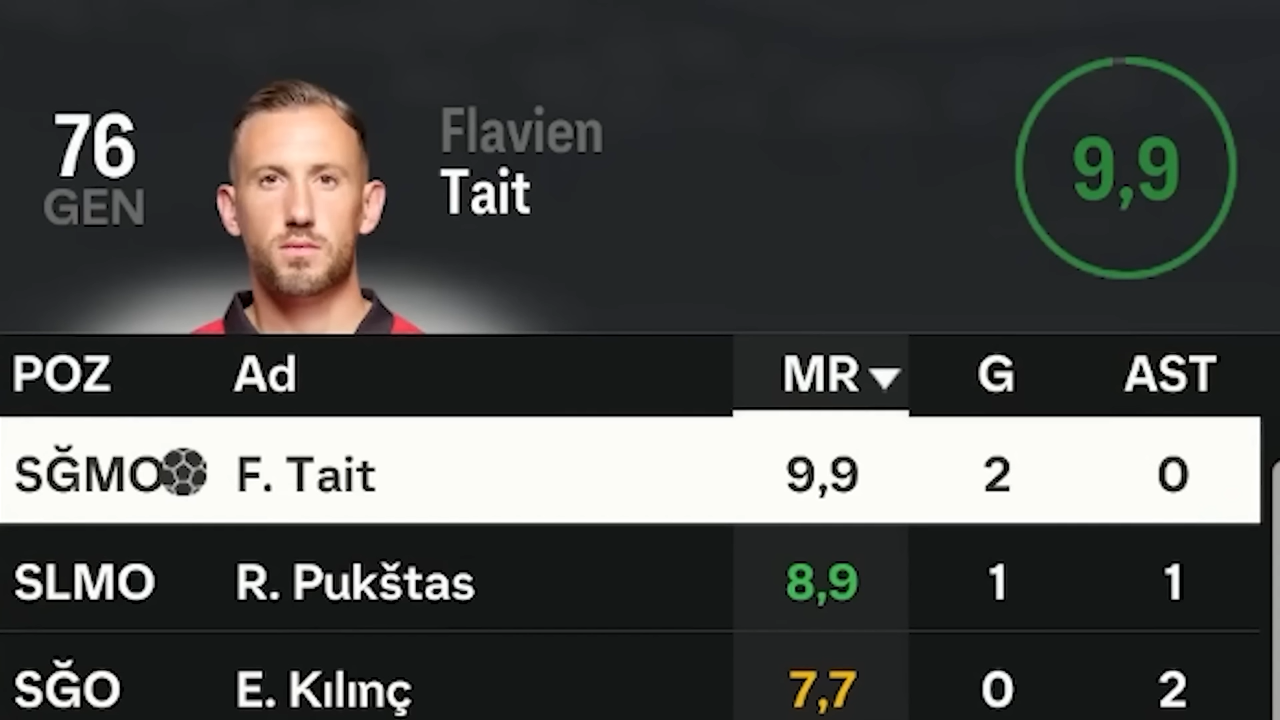 76
GEN
Flavien
Tait
9,9
POZ Ad MR G AST
SĞMO F. Tait 9,9 2 0
SLMO R. Pukštas 8,9 1 1
SĞO E. Kılınç 7,7 0 2